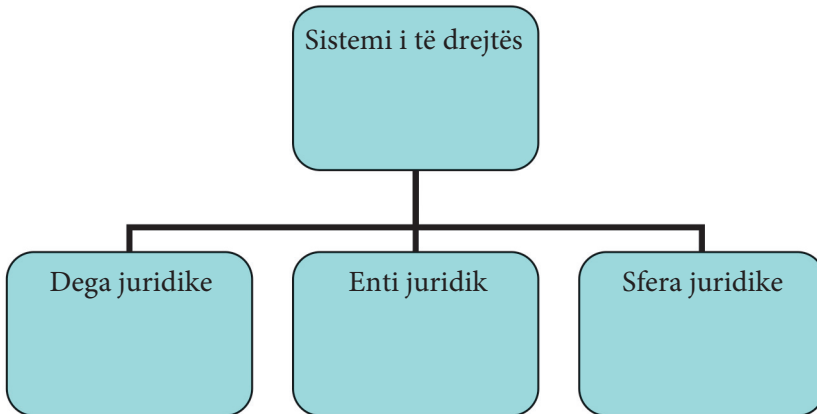 Sistemi i të drejtës
Dega juridike
Enti juridik
Sfera juridike